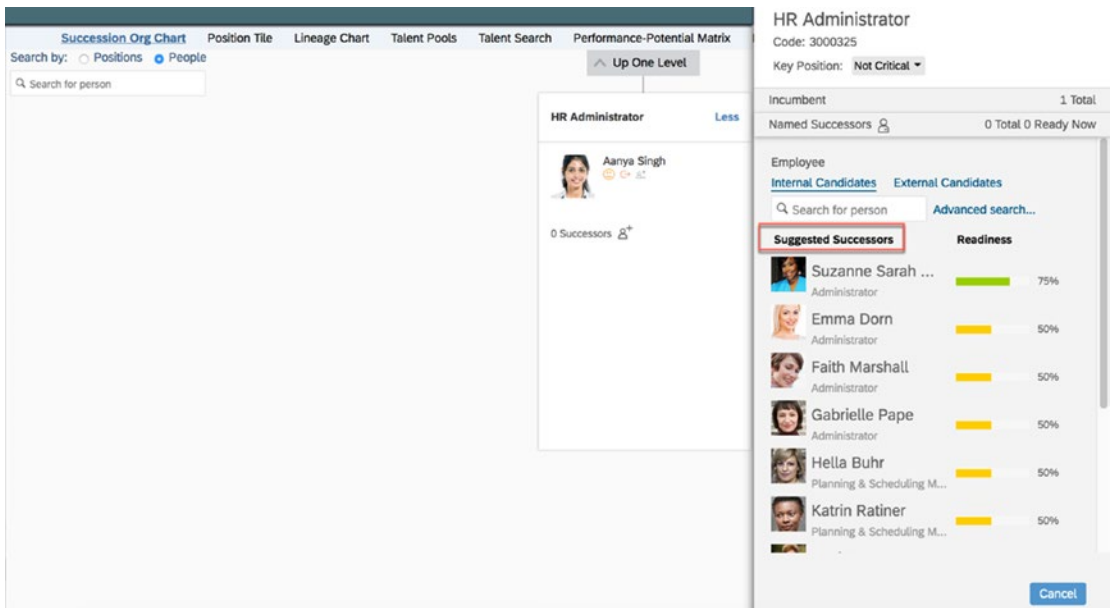 Succession Org Chart Position Tile Lineage Chart Talent Pools Talent Search Performance-Potential Matrix
Search by: Positions People
Search for person
Up One Level
HR Administrator Less
Aanya Singh
0 Successors
HR Administrator
Code: 3000325
Key Position: Not Critical
Incumbent 1 Total
Named Successors 0 Total 0 Ready Now
Employee
Internal Candidates External Candidates
Search for person Advanced search...
Suggested Successors Readiness
Suzanne Sarah ... 75%
Administrator
Emma Dorn 50%
Administrator
Faith Marshall 50%
Administrator
Gabrielle Pape 50%
Administrator
Hella Buhr 50%
Planning & Scheduling M...
Katrin Ratiner 50%
Planning & Scheduling M...
Cancel